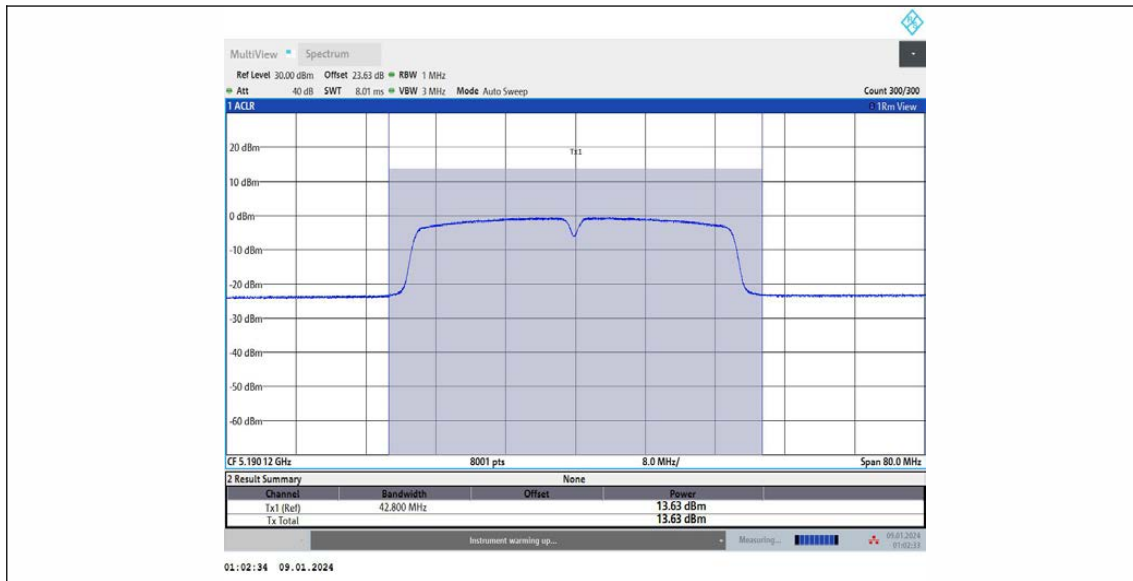 MultiView Spectrum
Ref Level 30.00 dBm Offset 23.63 dB RBW 1 MHz
Att 40 dB SWT 8.01 ms VBW 3 MHz Mode Auto Sweep Count 300/300
1 ACLR 1Rm View
Tx1
20 dBm
10 dBm
0 dBm
-10 dBm
-20 dBm
-30 dBm
-40 dBm
-50 dBm
-60 dBm
CF 5.190 12 GHz 8001 pts 8.0 MHz/ Span 80.0 MHz
2 Result Summary None
Channel Bandwidth Offset Power
Tx1 (Ref) 42.800 MHz 13.63 dBm
Tx Total 13.63 dBm
Instrument warming up... Measuring... 09.01.2024
01:02:33
01:02:34 09.01.2024